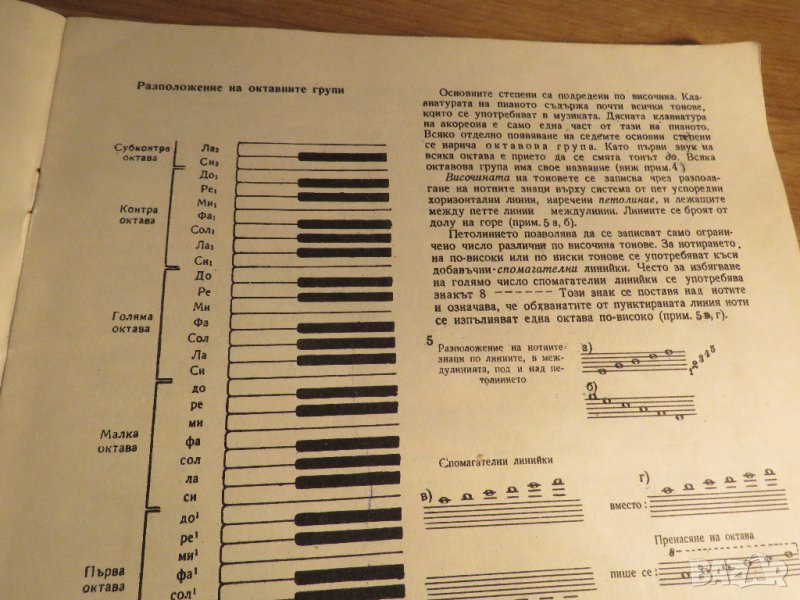 Разположение на октавните групи
Субконтра
октава
Ла₂
Си₂
Контра
октава
До₁
Ре₁
Ми₁
Фа₁
Сол₁
Ла₁
Си₁
Голяма
октава
До
Ре
Ми
Фа
Сол
Ла
Си
Малка
октава
до
ре
ми
фа
сол
ла
си
Първа
октава
до¹
ре¹
ми¹
фа¹
сол¹
Основните степени са подредени по височина. Кла-
виатурата на пианото съдържа почти всички тонове,
които се употребяват в музиката. Дясната клавиатура
на акореона е само една част от тази на пианото.
Всяко отделно появяване на седемте основни степени
се нарича октавова група. Като първи звук на
всяка октава е прието да се смята тонът до. Всяка
октавова група има свое название (виж прим. 4)
Височината на тоновете се записва чрез разпола-
гане на нотните знаци върху система от пет успоредни
хоризонтални линии, наречени петолиние, и лежащите
между петте линии междулинии. Линиите се броят от
долу на горе (прим. 5 а, б).
Петолинието позволява да се записват само ограни-
чено число различни по височина тонове. За нотирането
на по-високи или по ниски тонове се употребяват къси
добавъчни спомагателни линийки. Често за избягване
на голямо число спомагателни линийки се употребява
знакът 8 ------ Този знак се поставя над нотите
и означава, че обхванатите от пунктираната линия ноти
се изпълняват една октава по-високо (прим. 5 в, г).
5
Разположение на нотните
знаци по линиите, в меж-
дулинията, под и над пе-
толинието
а)
1 2 3 4 5
б)
Спомагателни линийки
в)
г)
вместо:
Пренасяне на октава
8
пише се:
BAZAR